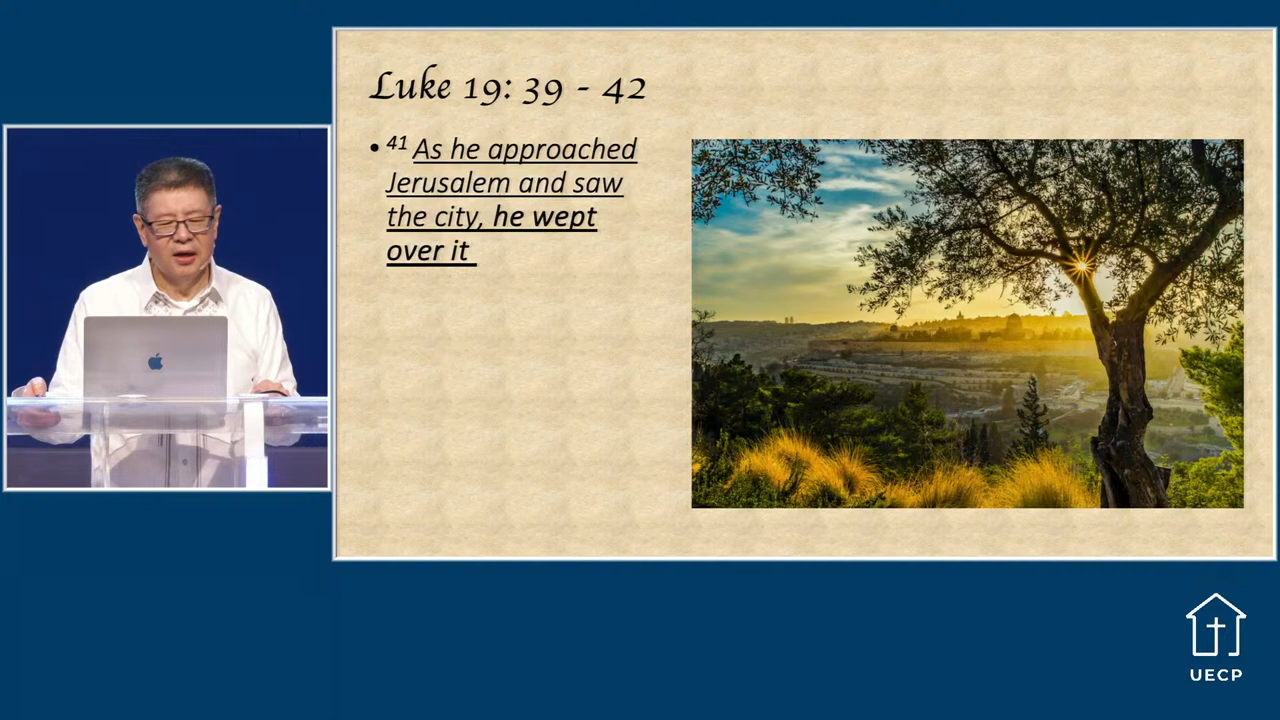 Luke 19: 39 - 42
• 41 As he approached
Jerusalem and saw
the city, he wept
over it
UECP